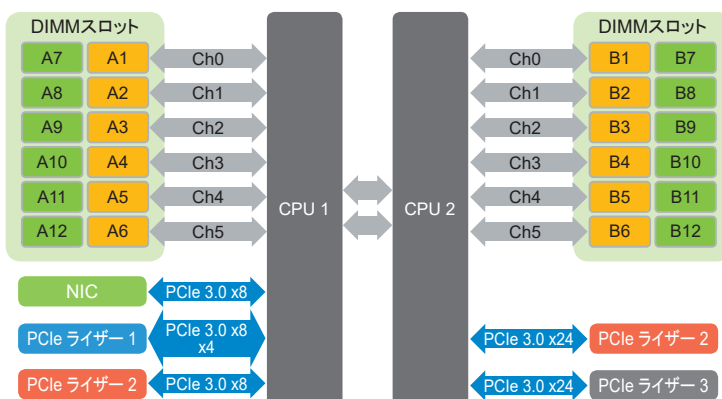 DIMMスロット
DIMMスロット
A7 A1 Ch0 Ch0 B1 B7
A8 A2 Ch1 Ch1 B2 B8
A9 A3 Ch2 Ch2 B3 B9
A10 A4 Ch3 Ch3 B4 B10
A11 A5 Ch4 Ch4 B5 B11
CPU 1 CPU 2
A12 A6 Ch5 Ch5 B6 B12
NIC PCIe 3.0 x8
PCIe ライザー 1 PCIe 3.0 x8
x4
PCIe 3.0 x24 PCIe ライザー 2
PCIe ライザー 2 PCIe 3.0 x8
PCIe 3.0 x24 PCIe ライザー 3